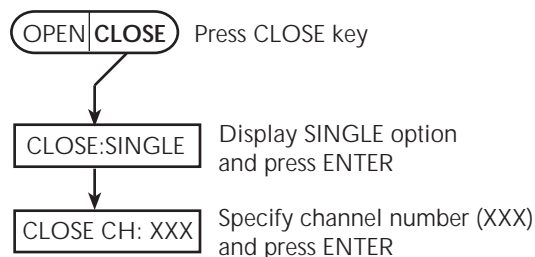 OPEN CLOSE Press CLOSE key
CLOSE:SINGLE
Display SINGLE option
and press ENTER
CLOSE CH: XXX
Specify channel number (XXX)
and press ENTER